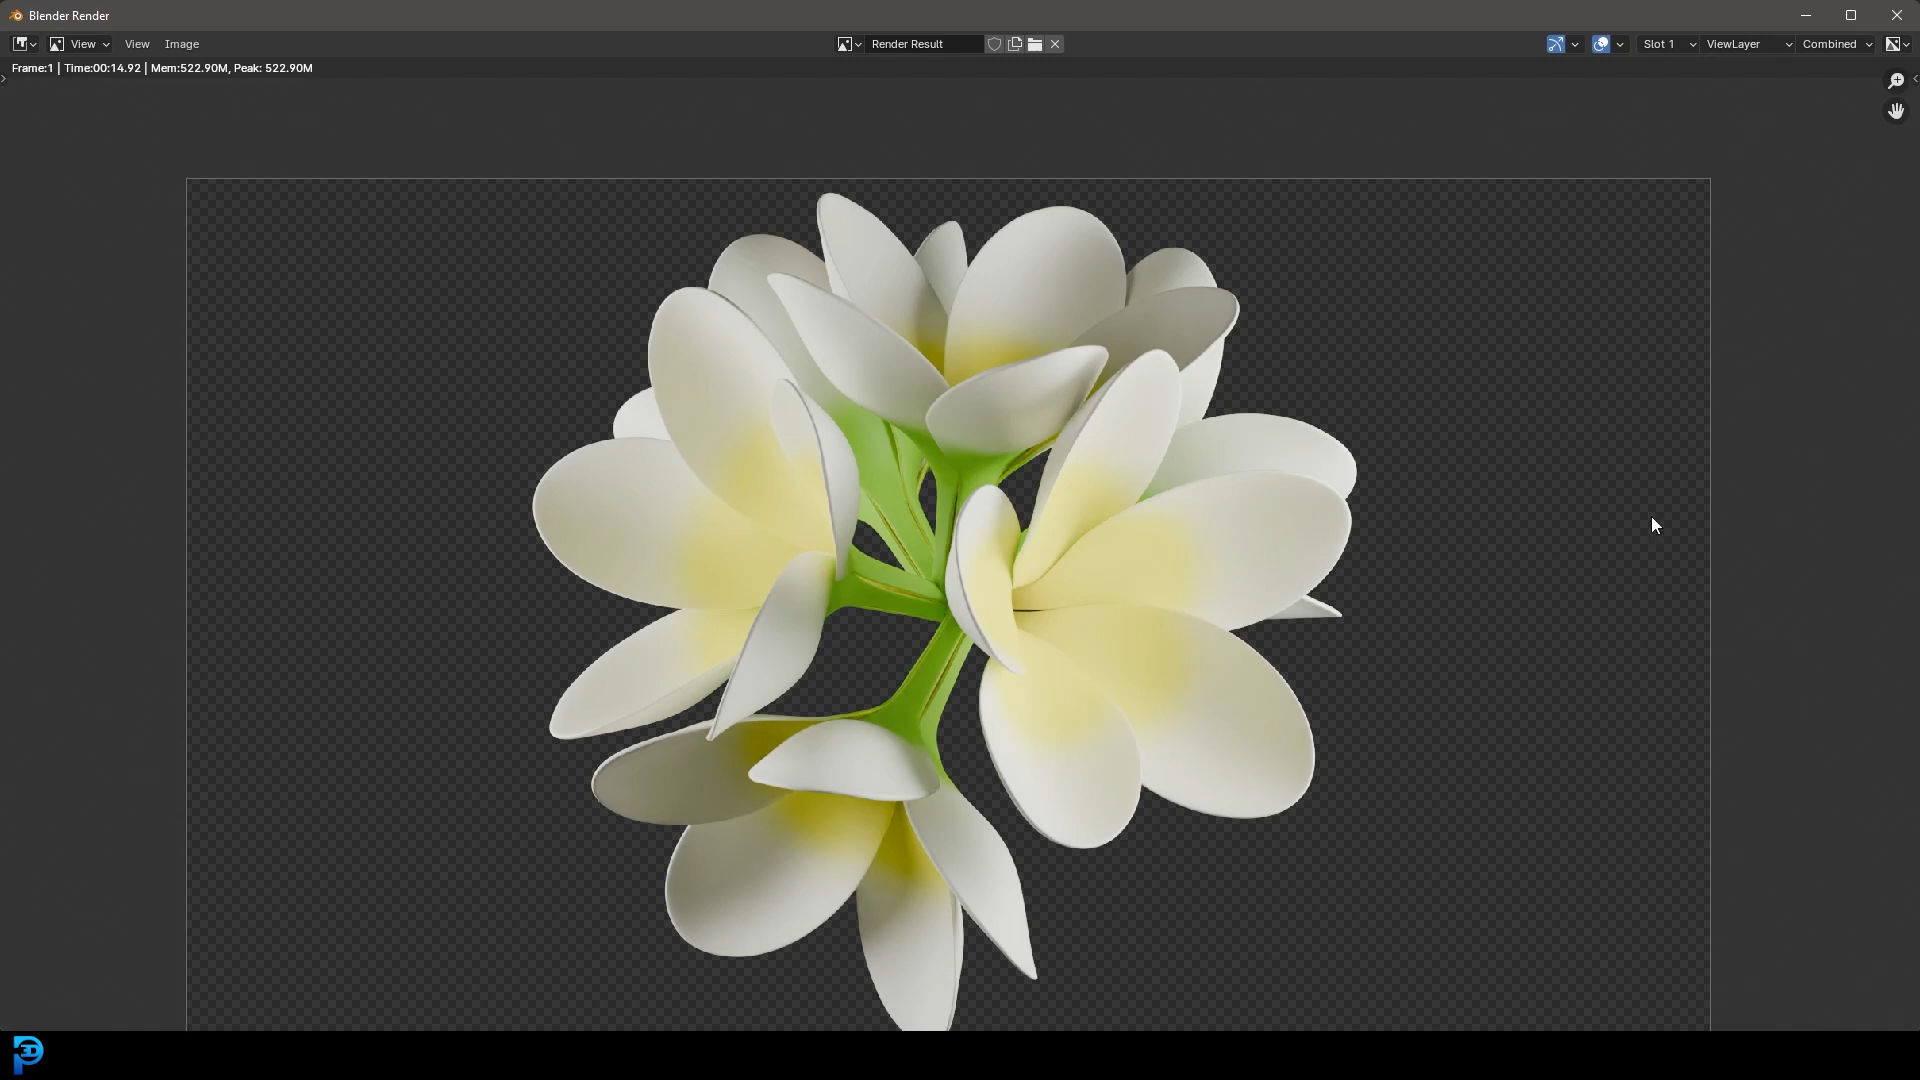 Blender Render
View View Image Render Result Slot 1 ViewLayer Combined
Frame:1 | Time:00:14.92 | Mem:522.90M, Peak: 522.90M
P3D